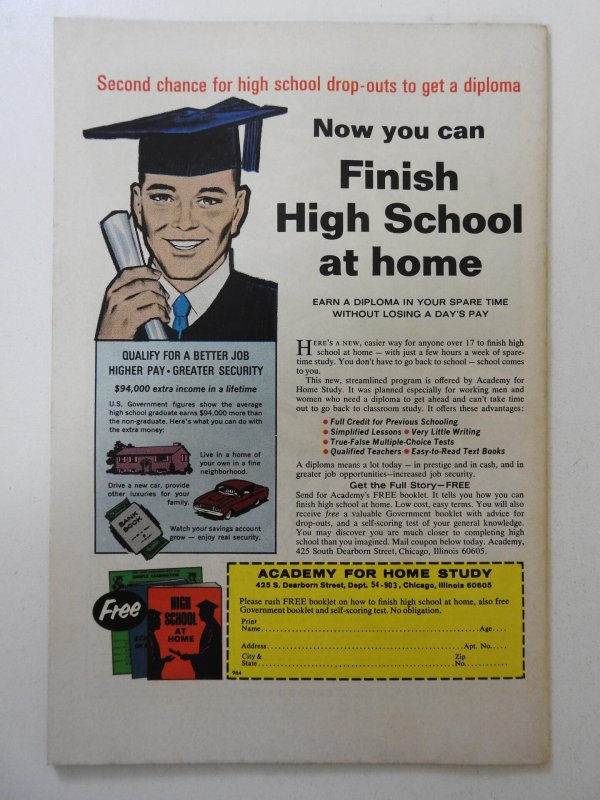 Second chance for high school drop-outs to get a diploma
Now you can
Finish
High School
at home
EARN A DIPLOMA IN YOUR SPARE TIME
WITHOUT LOSING A DAY'S PAY
HERE'S A NEW, easier way for anyone over 17 to finish high
school at home — with just a few hours a week of spare-
time study. You don't have to go back to school — school comes
to you.
This new, streamlined program is offered by Academy for
Home Study. It was planned especially for working men and
women who need a diploma to get ahead and can't take time
out to go back to classroom study. It offers these advantages:
• Full Credit for Previous Schooling
• Simplified Lessons • Very Little Writing
• True-False Multiple-Choice Tests
• Qualified Teachers • Easy-to-Read Text Books
A diploma means a lot today — in prestige and in cash, and in
greater job opportunities—increased job security.
Get the Full Story—FREE
Send for Academy's FREE booklet. It tells you how you can
finish high school at home. Low cost, easy terms. You will also
receive free a valuable Government booklet with advice for
drop-outs, and a self-scoring test of your general knowledge.
You may discover you are much closer to completing high
school than you imagined. Mail coupon below today. Academy,
425 South Dearborn Street, Chicago, Illinois 60605.
QUALIFY FOR A BETTER JOB
HIGHER PAY • GREATER SECURITY
$94,000 extra income in a lifetime
U.S. Government figures show the average
high school graduate earns $94,000 more than
the non-graduate. Here's what you can do with
the extra money:
Live in a home of
your own in a fine
neighborhood.
Drive a new car, provide
other luxuries for your
family.
BANK
BOOK
Watch your savings account
grow — enjoy real security.
Free
HIGH
SCHOOL
AT
HOME
ACADEMY FOR HOME STUDY
425 S. Dearborn Street, Dept. 54-903, Chicago, Illinois 60605
Please rush FREE booklet on how to finish high school at home, also free
Government booklet and self-scoring test. No obligation.
Print
Name Age
Address Apt. No.
City & Zip
State No.
964